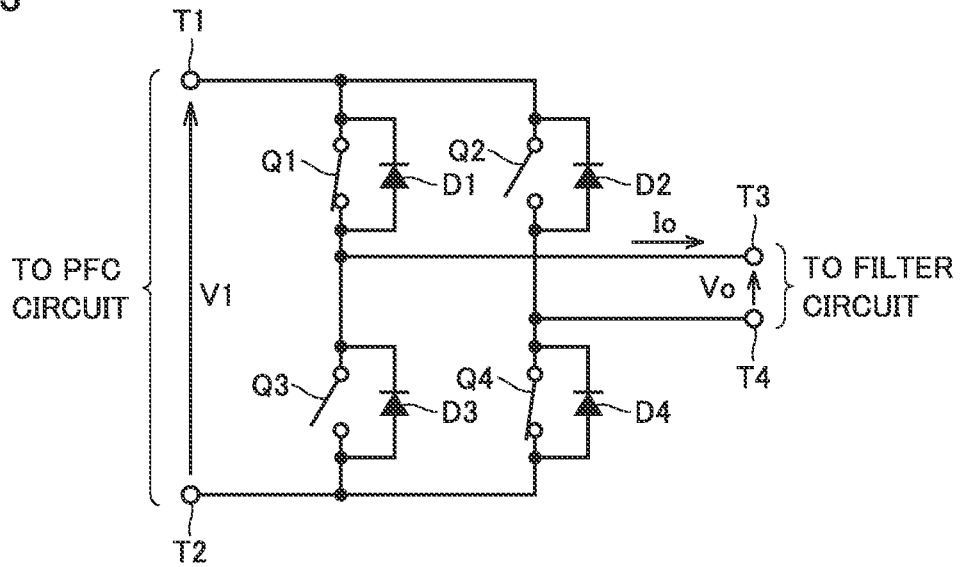 T1
Q1
D1
Q2
D2
Io
T3
TO PFC
CIRCUIT
V1
Vo
TO FILTER
CIRCUIT
T4
Q3
D3
Q4
D4
T2